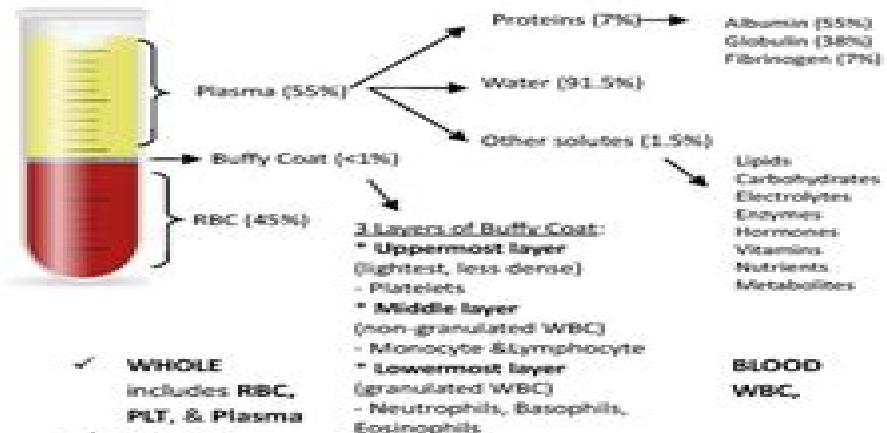 Proteins (7%)
Albumin (55%)
Globulin (38%)
Fibrinogen (7%)
Plasma (55%)
Water (91.5%)
Other solutes (1.5%)
Buffy Coat (<1%)
Lipids
Carbohydrates
Electrolytes
Enzymes
Hormones
Vitamins
Nutrients
Metabolites
RBC (45%)
3 Layers of Buffy Coat:
* Uppermost layer
(lightest, less dense)
- Platelets
* Middle layer
(non-granulated WBC)
- Monocyte &Lymphocyte
* Lowermost layer
(granulated WBC)
- Neutrophils, Basophils,
Eosinophils
✓ WHOLE BLOOD
includes RBC, WBC,
PLT, & Plasma